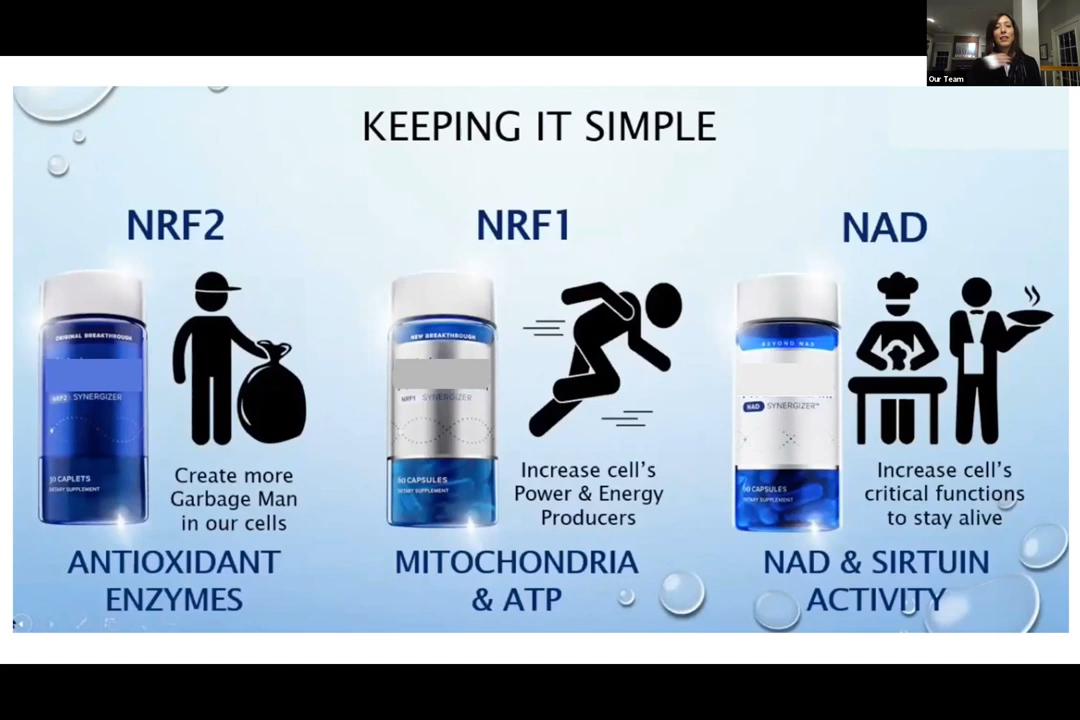 Our Team
KEEPING IT SIMPLE
NRF2
NRF1
NAD
ORIGINAL BREAKTHROUGH
NRF2 SYNERGIZER
30 CAPLETS
DIETARY SUPPLEMENT
Create more
Garbage Man
in our cells
NEW BREAKTHROUGH
NRF1 SYNERGIZER
60 CAPSULES
DIETARY SUPPLEMENT
Increase cell's
Power & Energy
Producers
BEYOND NAD
NAD SYNERGIZER™
60 CAPSULES
DIETARY SUPPLEMENT
Increase cell's
critical functions
to stay alive
ANTIOXIDANT
ENZYMES
MITOCHONDRIA
& ATP
NAD & SIRTUIN
ACTIVITY